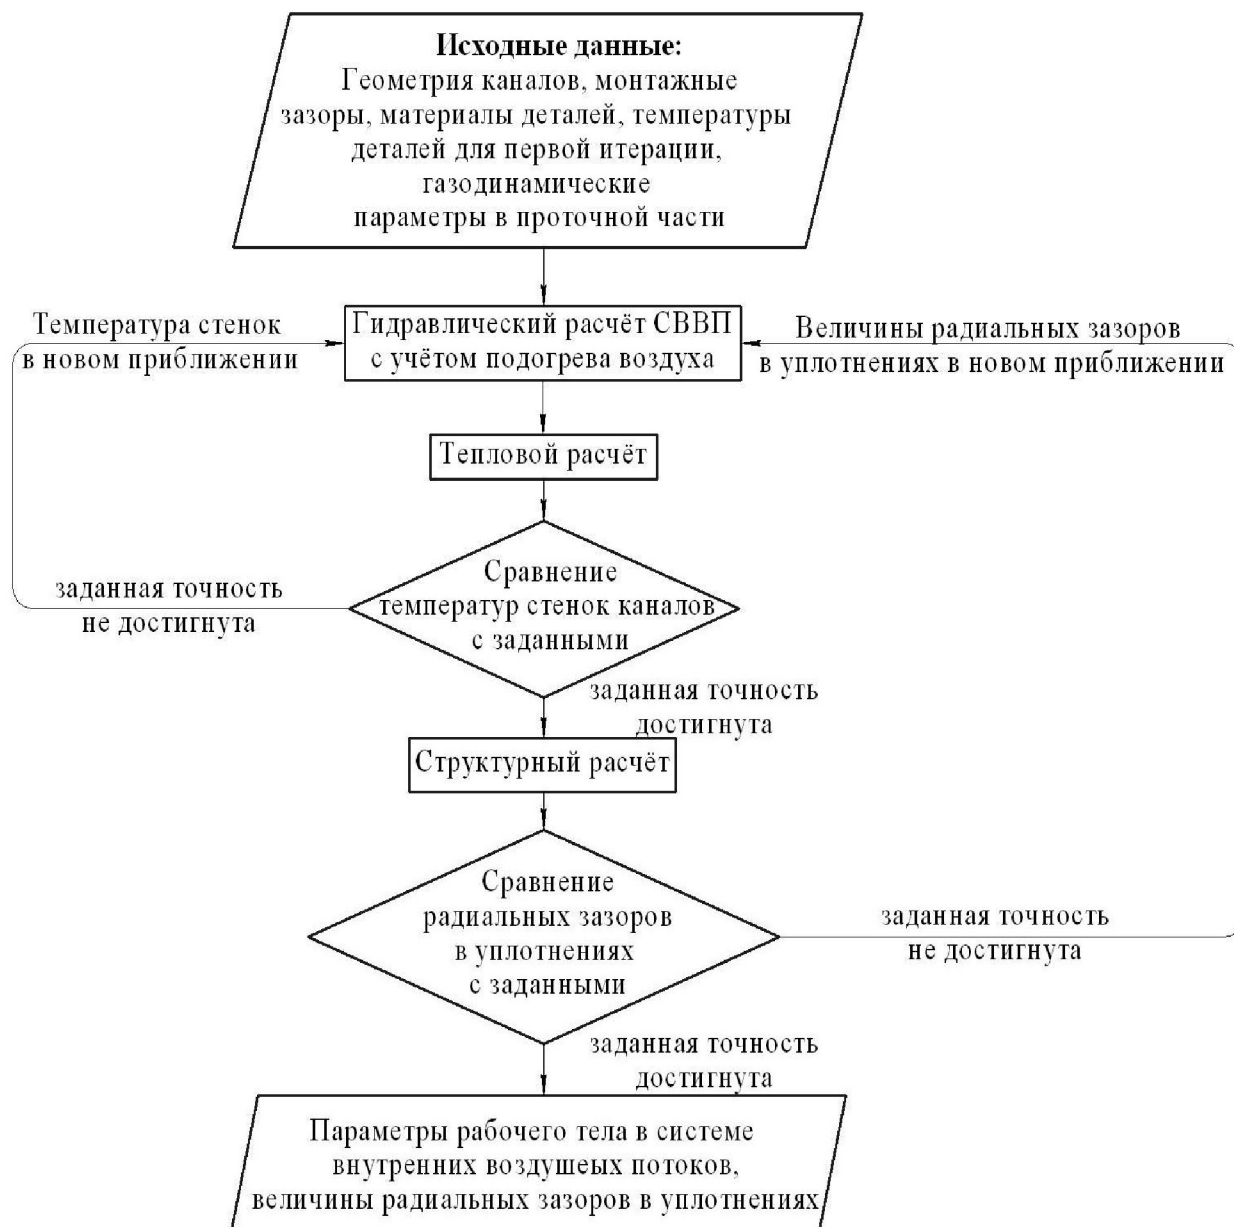 Исходные данные:
Геометрия каналов, монтажные
зазоры, материалы деталей, температуры
деталей для первой итерации,
газодинамические
параметры в проточной части
Температура стенок
в новом приближении
Гидравлический расчёт СВВП
с учётом подогрева воздуха
Величины радиальных зазоров
в уплотнениях в новом приближении
Тепловой расчёт
Сравнение
температур стенок каналов
с заданными
заданная точность
не достигнута
заданная точность
достигнута
Структурный расчёт
Сравнение
радиальных зазоров
в уплотнениях
с заданными
заданная точность
не достигнута
заданная точность
достигнута
Параметры рабочего тела в системе
внутренних воздушеых потоков,
величины радиальных зазоров в уплотнениях